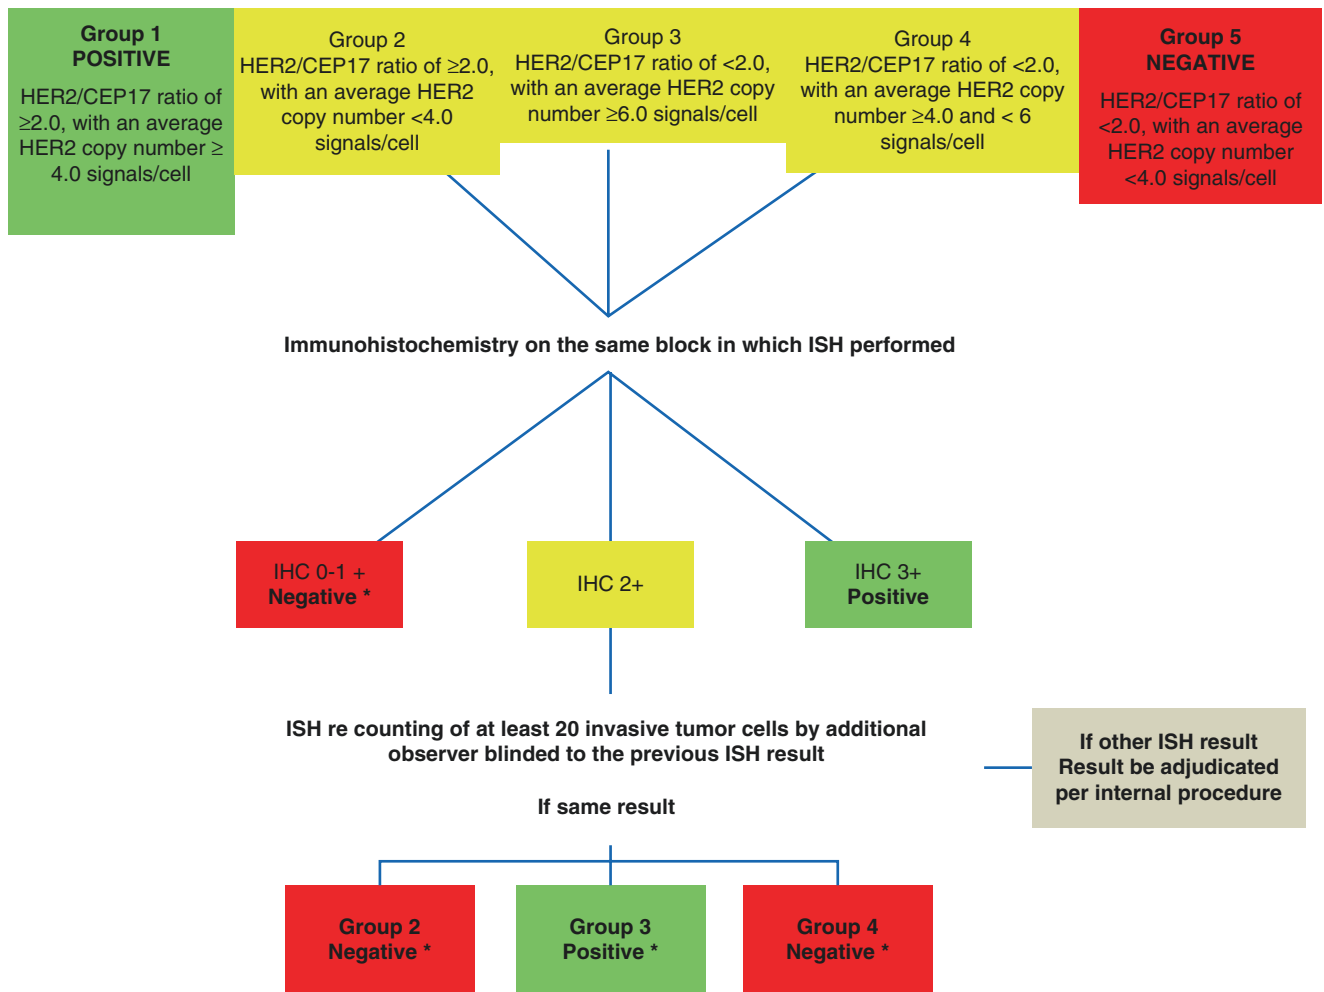 Group 1
POSITIVE
HER2/CEP17 ratio of
≥2.0, with an average
HER2 copy number ≥
4.0 signals/cell
Group 2
HER2/CEP17 ratio of ≥2.0,
with an average HER2
copy number <4.0
signals/cell
Group 3
HER2/CEP17 ratio of <2.0,
with an average HER2 copy
number ≥6.0 signals/cell
Group 4
HER2/CEP17 ratio of <2.0,
with an average HER2 copy
number ≥4.0 and < 6
signals/cell
Group 5
NEGATIVE
HER2/CEP17 ratio of
<2.0, with an average
HER2 copy number
<4.0 signals/cell
Immunohistochemistry on the same block in which ISH performed
IHC 0-1 +
Negative *
IHC 2+
IHC 3+
Positive
ISH re counting of at least 20 invasive tumor cells by additional
observer blinded to the previous ISH result
If same result
If other ISH result
Result be adjudicated
per internal procedure
Group 2
Negative *
Group 3
Positive *
Group 4
Negative *